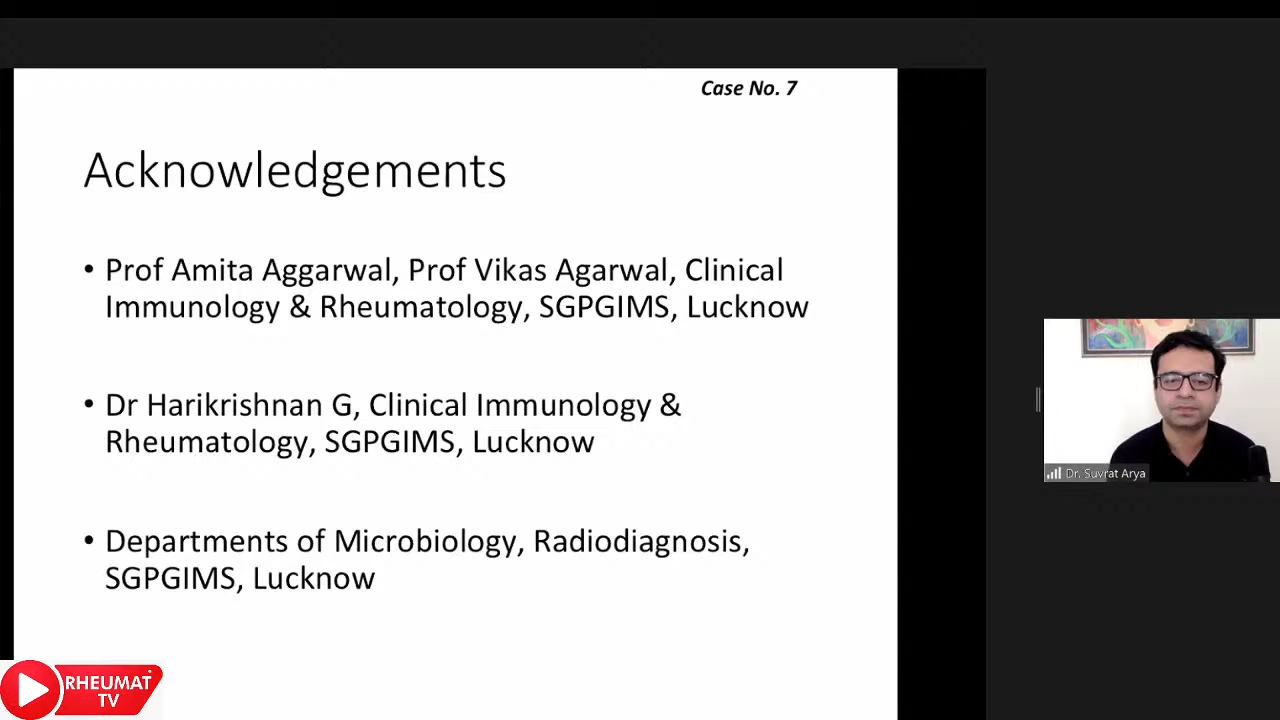 Case No. 7
Acknowledgements
• Prof Amita Aggarwal, Prof Vikas Agarwal, Clinical
Immunology & Rheumatology, SGPGIMS, Lucknow
• Dr Harikrishnan G, Clinical Immunology &
Rheumatology, SGPGIMS, Lucknow
• Departments of Microbiology, Radiodiagnosis,
SGPGIMS, Lucknow
Dr. Suvrat Arya
RHEUMAT
TV